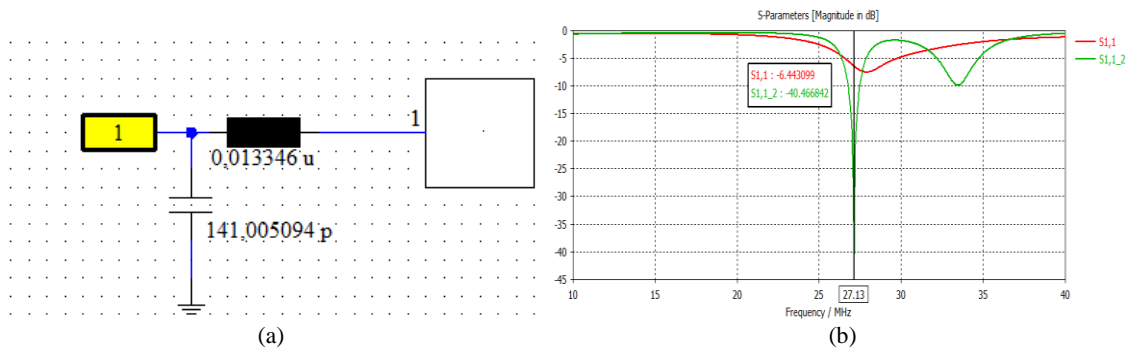 1
1
0,013346 u
141,005094 p
(a)
S-Parameters [Magnitude in dB]
0
-5
-10
-15
-20
-25
-30
-35
-40
-45
S1,1 : -6.443099
S1,1_2 : -40.466842
10
15
20
25
27.13
30
35
40
Frequency / MHz
S1,1
S1,1_2
(b)